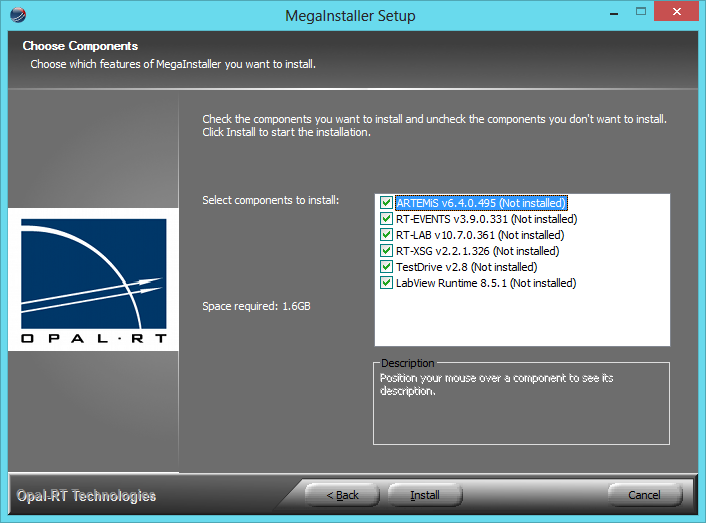 MegaInstaller Setup
Choose Components
Choose which features of MegaInstaller you want to install.
Check the components you want to install and uncheck the components you don't want to install.
Click Install to start the installation.
Select components to install:
ARTEMiS v6.4.0.495 (Not installed)
RT-EVENTS v3.9.0.331 (Not installed)
RT-LAB v10.7.0.361 (Not installed)
RT-XSG v2.2.1.326 (Not installed)
TestDrive v2.8 (Not installed)
LabView Runtime 8.5.1 (Not installed)
Space required: 1.6GB
OPAL-RT
Description
Position your mouse over a component to see its
description.
Opal-RT Technologies
< Back
Install
Cancel